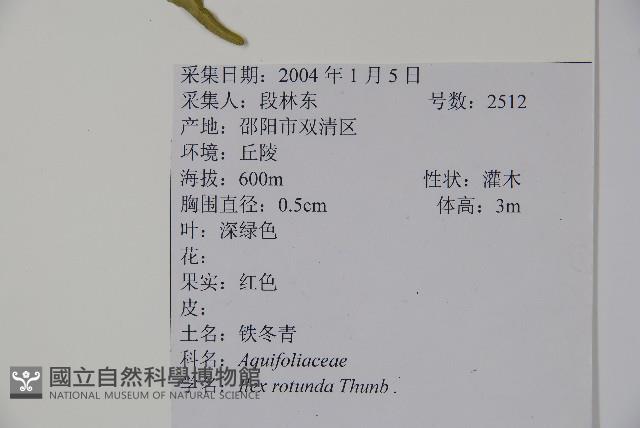 采集日期：2004 年 1 月 5 日
采集人：段林东 号数：2512
产地：邵阳市双清区
环境：丘陵
海拔：600m 性状：灌木
胸围直径：0.5cm 体高：3m
叶：深绿色
花：
果实：红色
皮：
土名：铁冬青
科名：Aquifoliaceae
学名：Ilex rotunda Thunb .
國立自然科學博物館
NATIONAL MUSEUM OF NATURAL SCIENCE